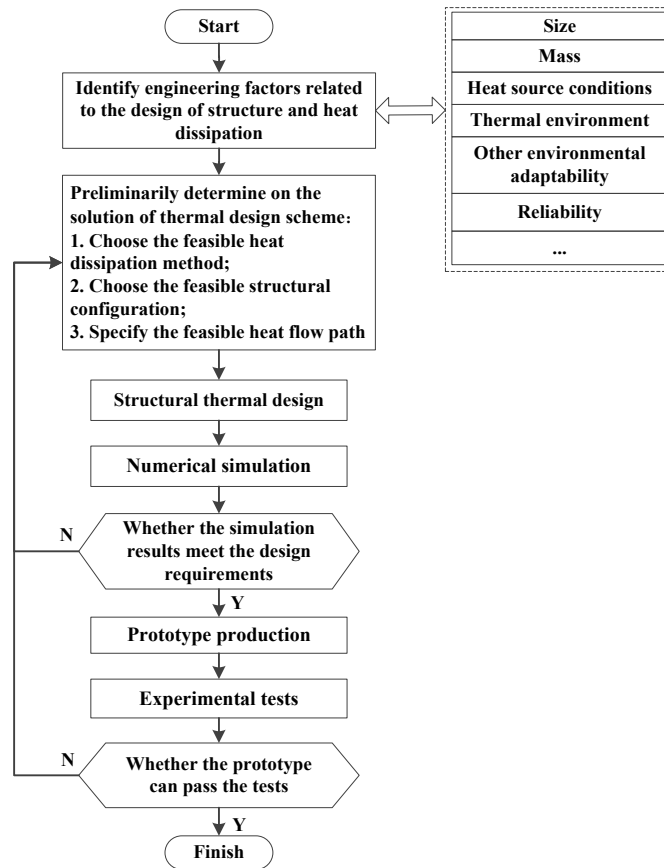 Start
Identify engineering factors related
to the design of structure and heat
dissipation
Size
Mass
Heat source conditions
Thermal environment
Other environmental
adaptability
Reliability
...
Preliminarily determine on the
solution of thermal design scheme：
1. Choose the feasible heat
dissipation method;
2. Choose the feasible structural
configuration;
3. Specify the feasible heat flow path
Structural thermal design
Numerical simulation
N
Whether the simulation
results meet the design
requirements
Y
Prototype production
Experimental tests
N
Whether the prototype
can pass the tests
Y
Finish